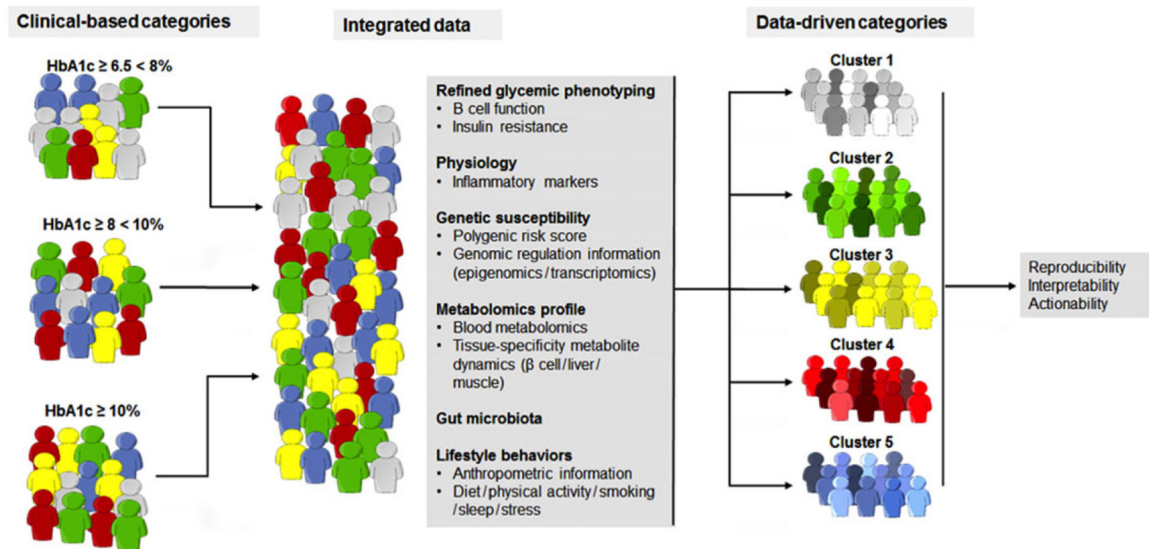 Clinical-based categories
HbA1c ≥ 6.5 < 8%
HbA1c ≥ 8 < 10%
HbA1c ≥ 10%
Integrated data
Refined glycemic phenotyping
• B cell function
• Insulin resistance
Physiology
• Inflammatory markers
Genetic susceptibility
• Polygenic risk score
• Genomic regulation information
(epigenomics/transcriptomics)
Metabolomics profile
• Blood metabolomics
• Tissue-specificity metabolite
dynamics (β cell/liver/
muscle)
Gut microbiota
Lifestyle behaviors
• Anthropometric information
• Diet/physical activity/smoking
/sleep/stress
Data-driven categories
Cluster 1
Cluster 2
Cluster 3
Cluster 4
Cluster 5
Reproducibility
Interpretability
Actionability